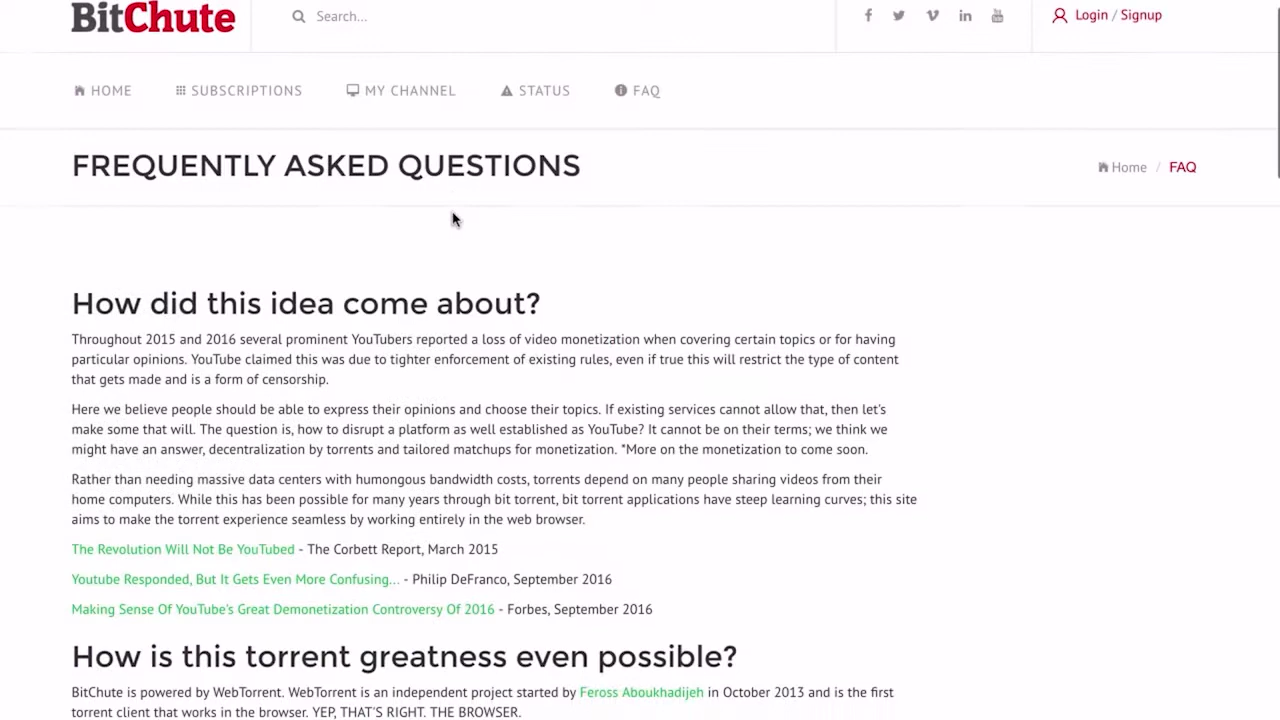 BitChute
Search...
Login / Signup
HOME SUBSCRIPTIONS MY CHANNEL STATUS FAQ
FREQUENTLY ASKED QUESTIONS
Home / FAQ
How did this idea come about?
Throughout 2015 and 2016 several prominent YouTubers reported a loss of video monetization when covering certain topics or for having
particular opinions. YouTube claimed this was due to tighter enforcement of existing rules, even if true this will restrict the type of content
that gets made and is a form of censorship.
Here we believe people should be able to express their opinions and choose their topics. If existing services cannot allow that, then let's
make some that will. The question is, how to disrupt a platform as well established as YouTube? It cannot be on their terms; we think we
might have an answer, decentralization by torrents and tailored matchups for monetization. *More on the monetization to come soon.
Rather than needing massive data centers with humongous bandwidth costs, torrents depend on many people sharing videos from their
home computers. While this has been possible for many years through bit torrent, bit torrent applications have steep learning curves; this site
aims to make the torrent experience seamless by working entirely in the web browser.
The Revolution Will Not Be YouTubed - The Corbett Report, March 2015
Youtube Responded, But It Gets Even More Confusing... - Philip DeFranco, September 2016
Making Sense Of YouTube's Great Demonetization Controversy Of 2016 - Forbes, September 2016
How is this torrent greatness even possible?
BitChute is powered by WebTorrent. WebTorrent is an independent project started by Feross Aboukhadijeh in October 2013 and is the first
torrent client that works in the browser. YEP, THAT'S RIGHT. THE BROWSER.